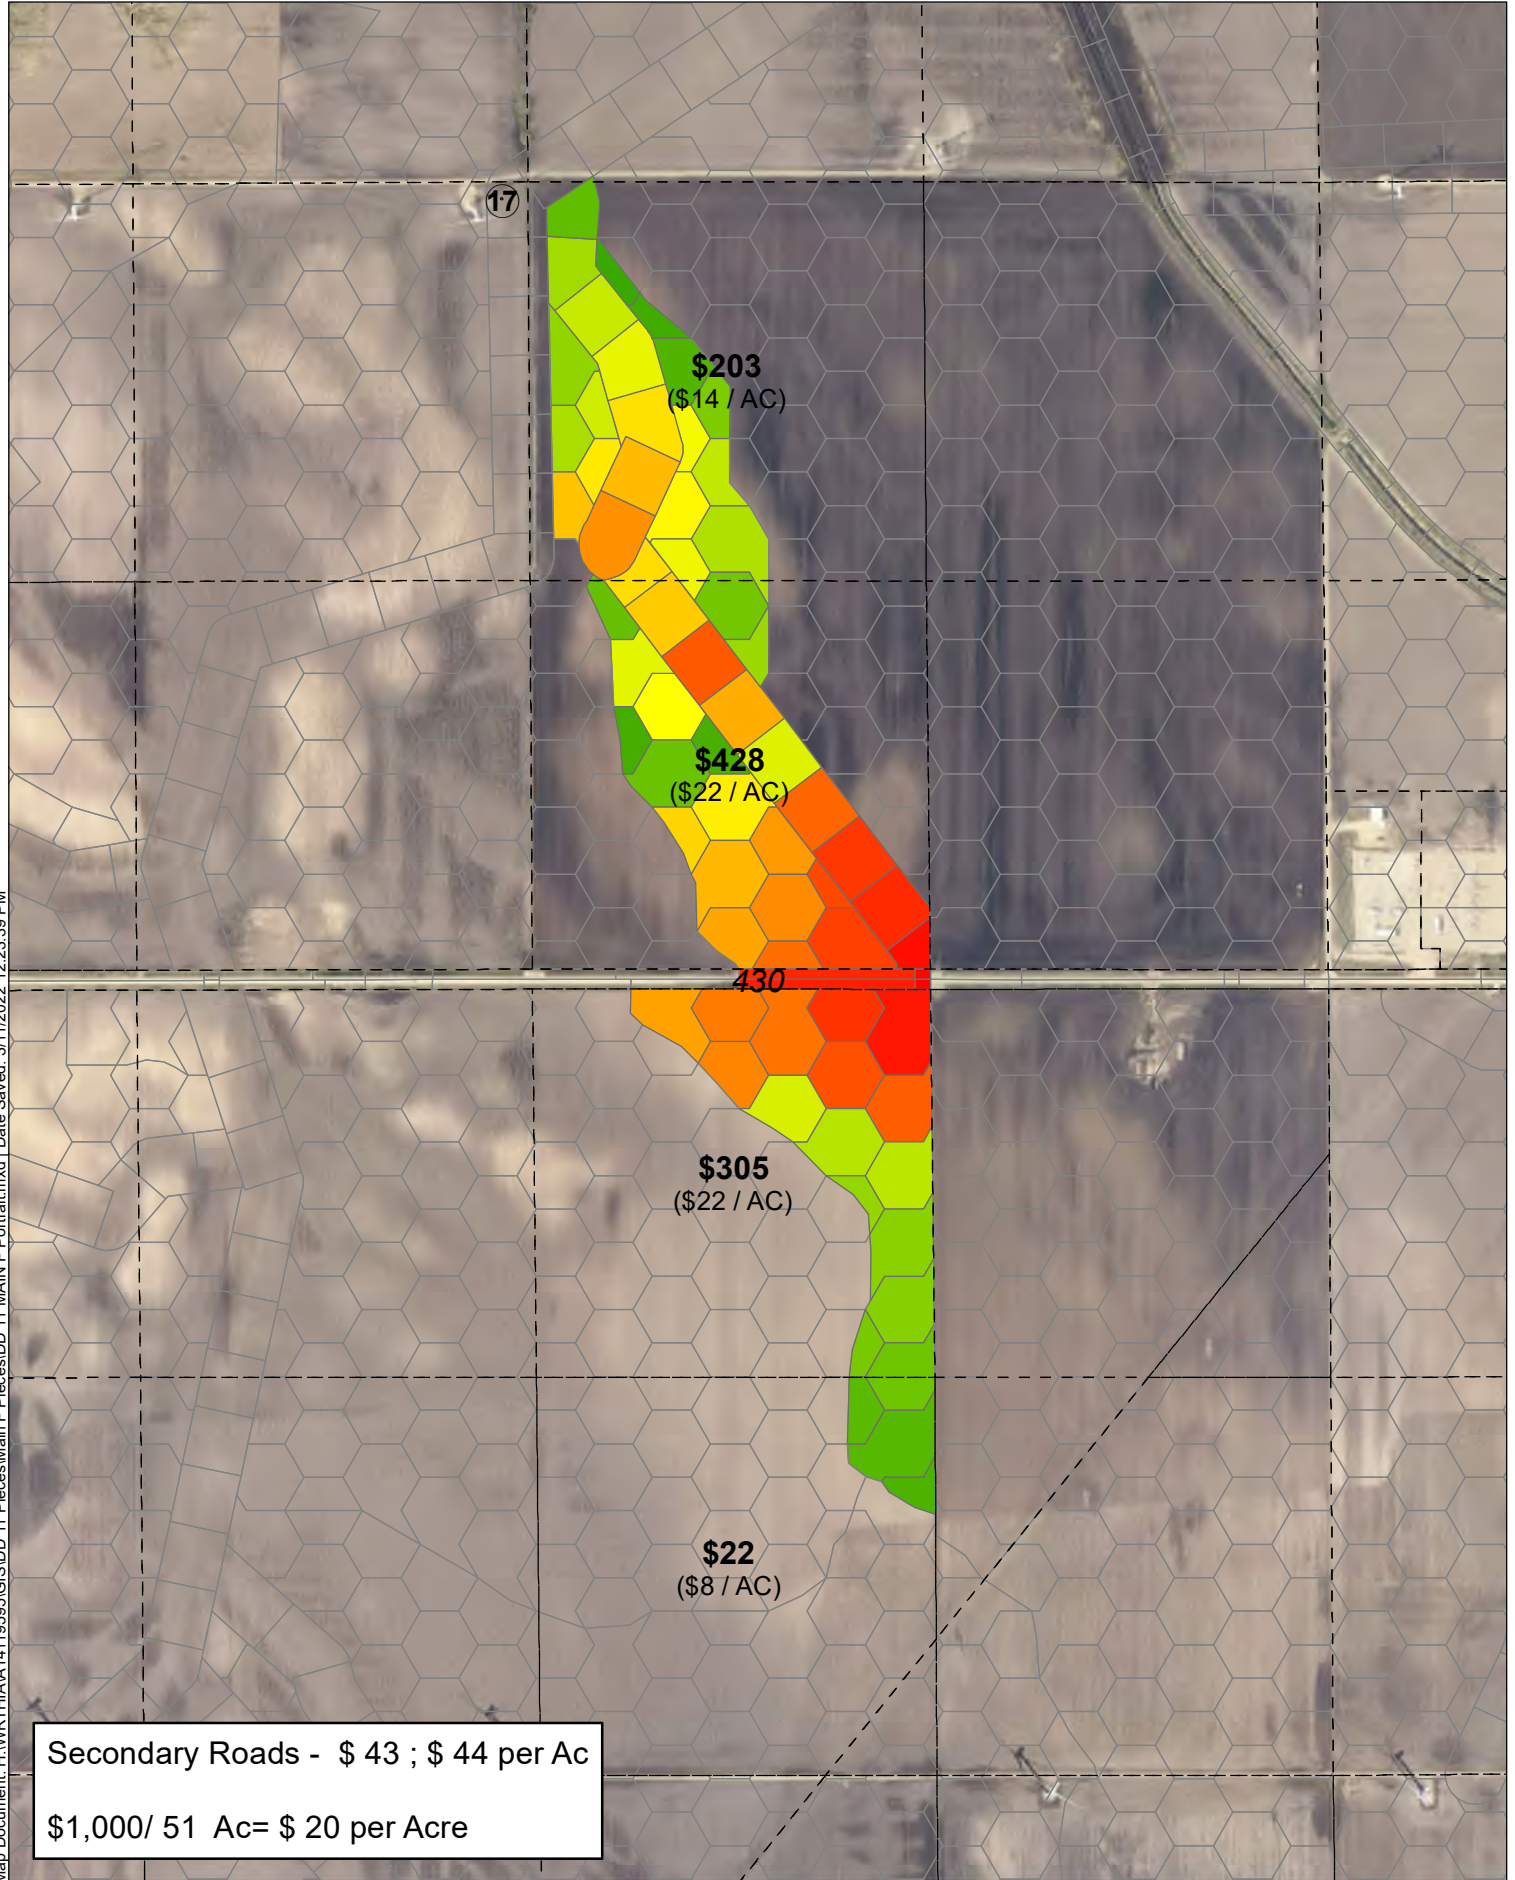 17
$203
($14 / AC)
$428
($22 / AC)
430
$305
($22 / AC)
$22
($8 / AC)
Secondary Roads - $ 43 ; $ 44 per Ac
$1,000/ 51 Ac= $ 20 per Acre